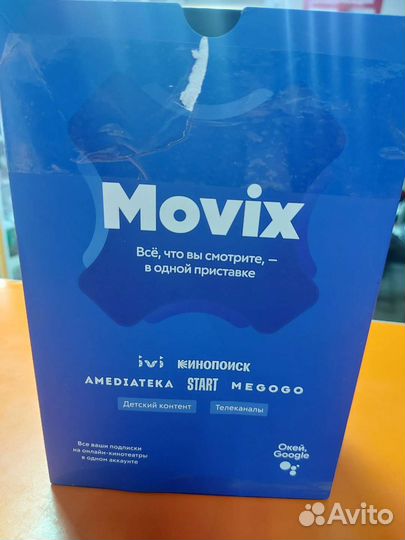 Movix
Всё, что вы смотрите, —
в одной приставке
ivi КИНОПОИСК
AMEDIATEKA START MEGOGO
Детский контент Телеканалы
Все ваши подписки
на онлайн-кинотеатры
в одном аккаунте
Окей,
Google
Avito